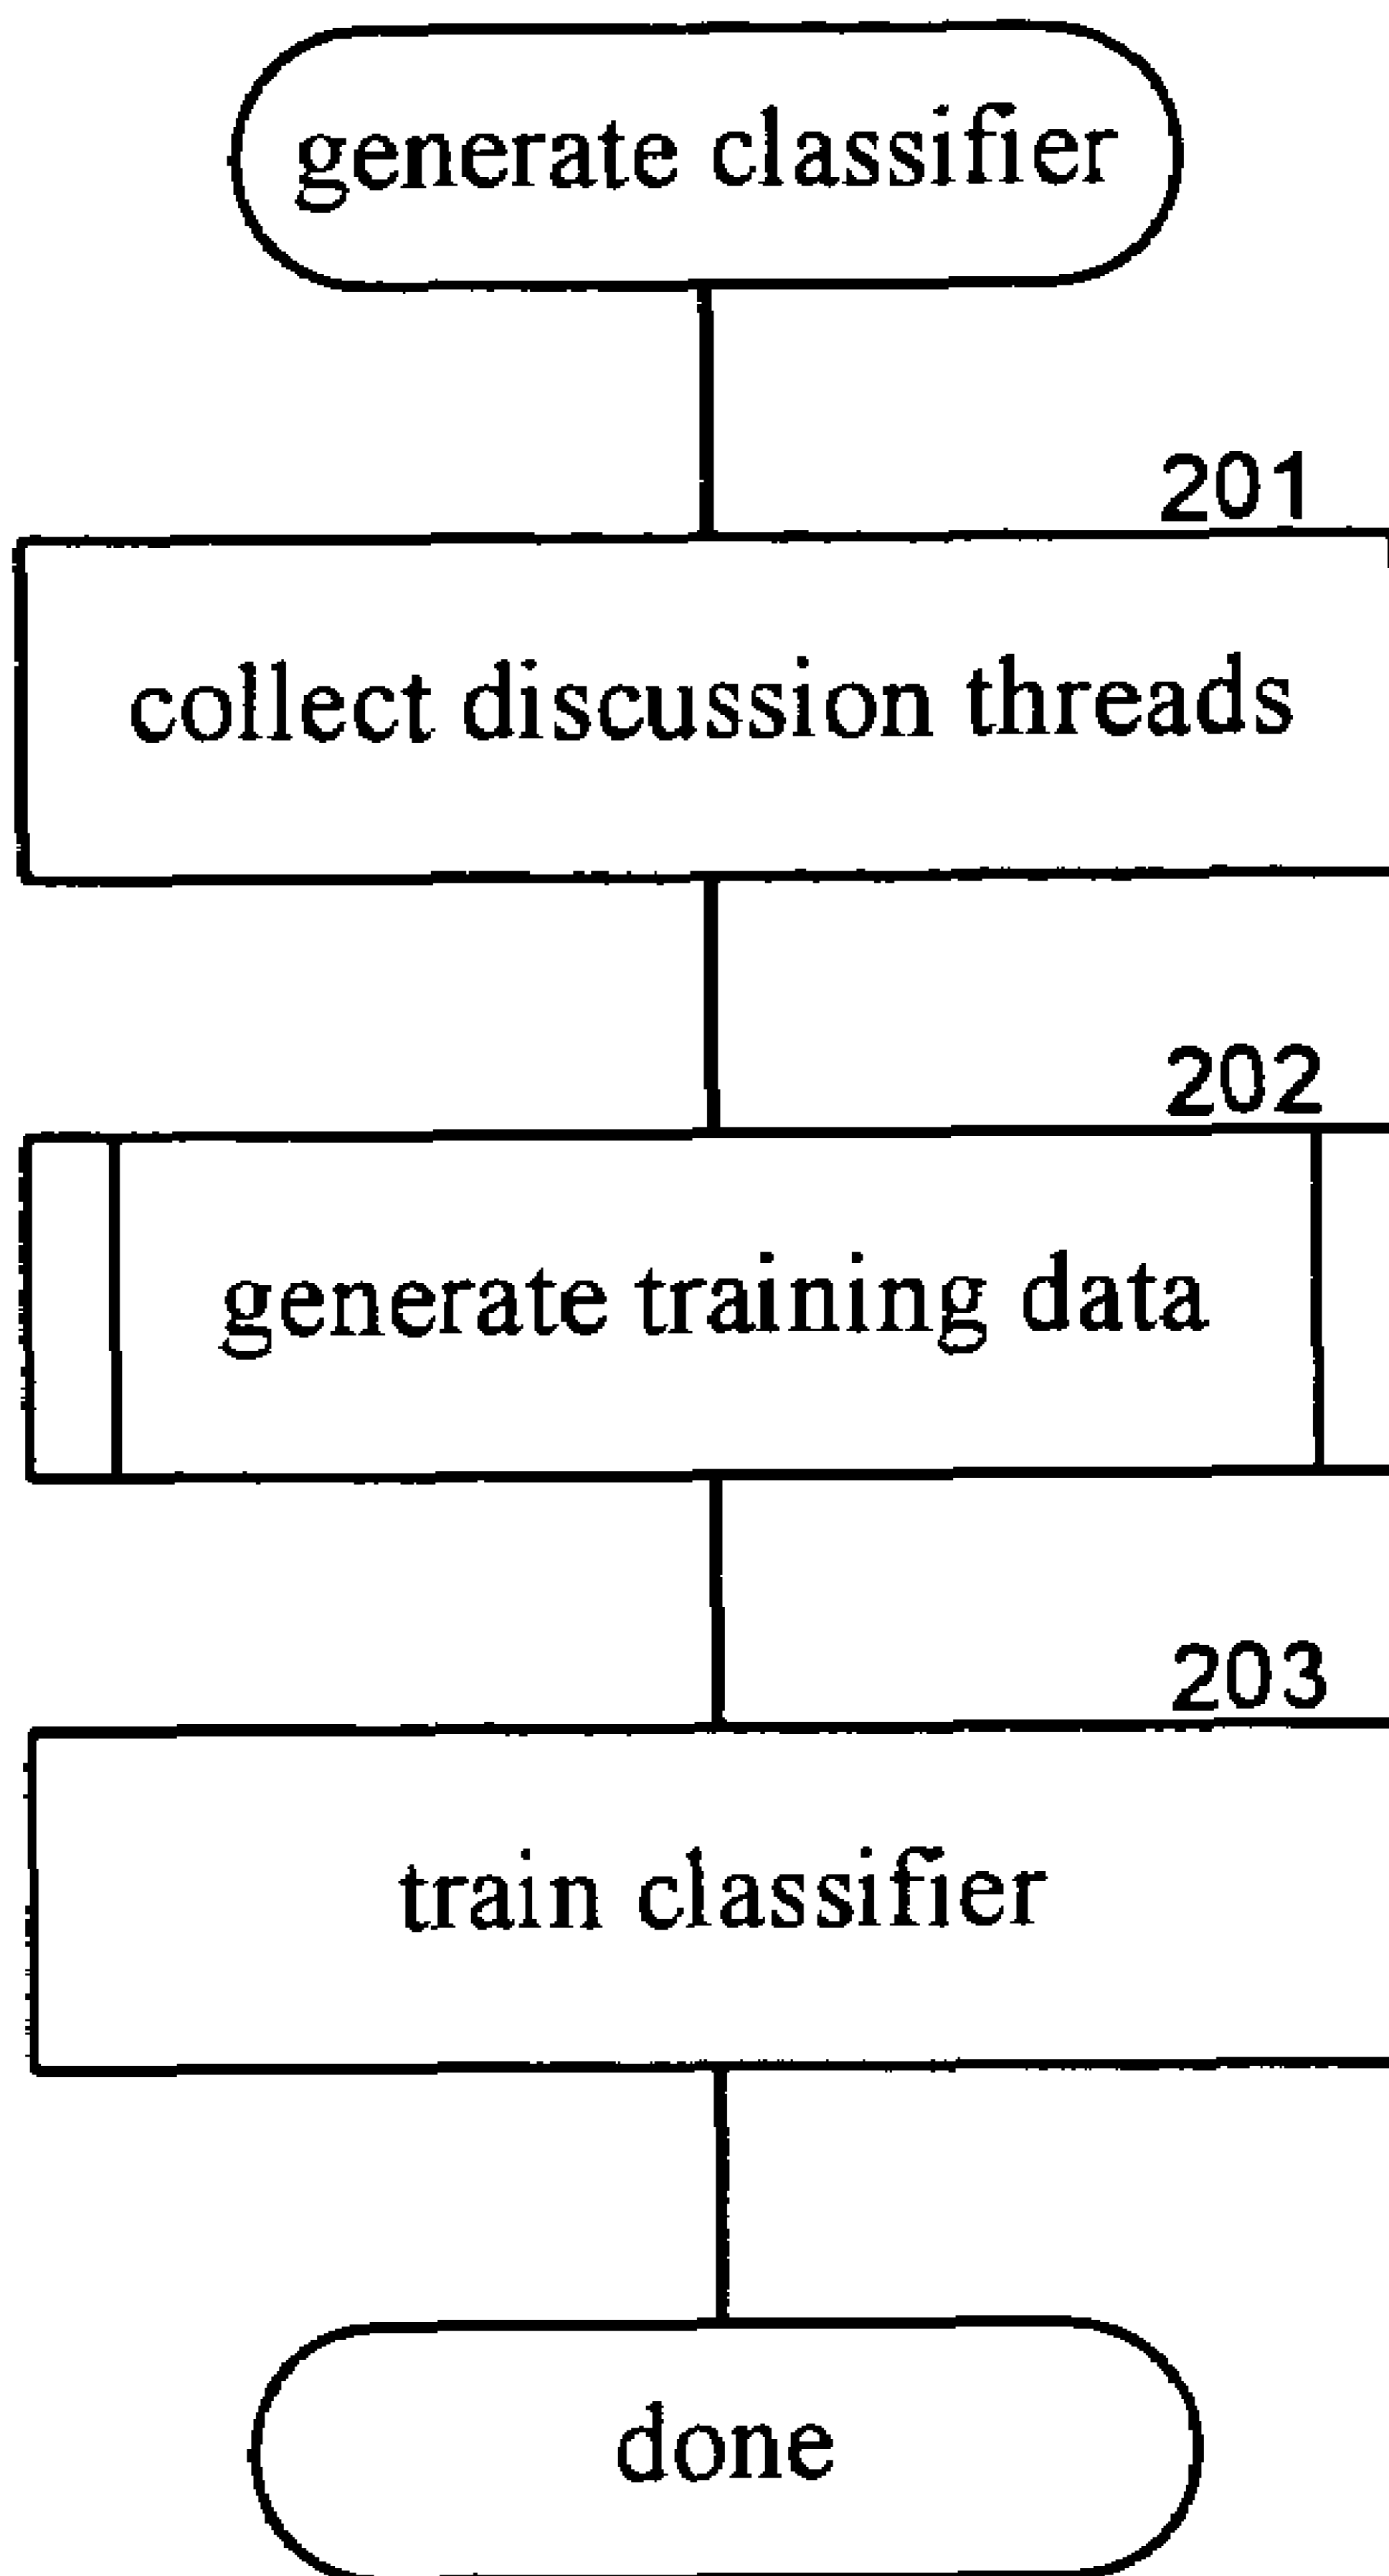 generate classifier
201
collect discussion threads
202
generate training data
203
train classifier
done